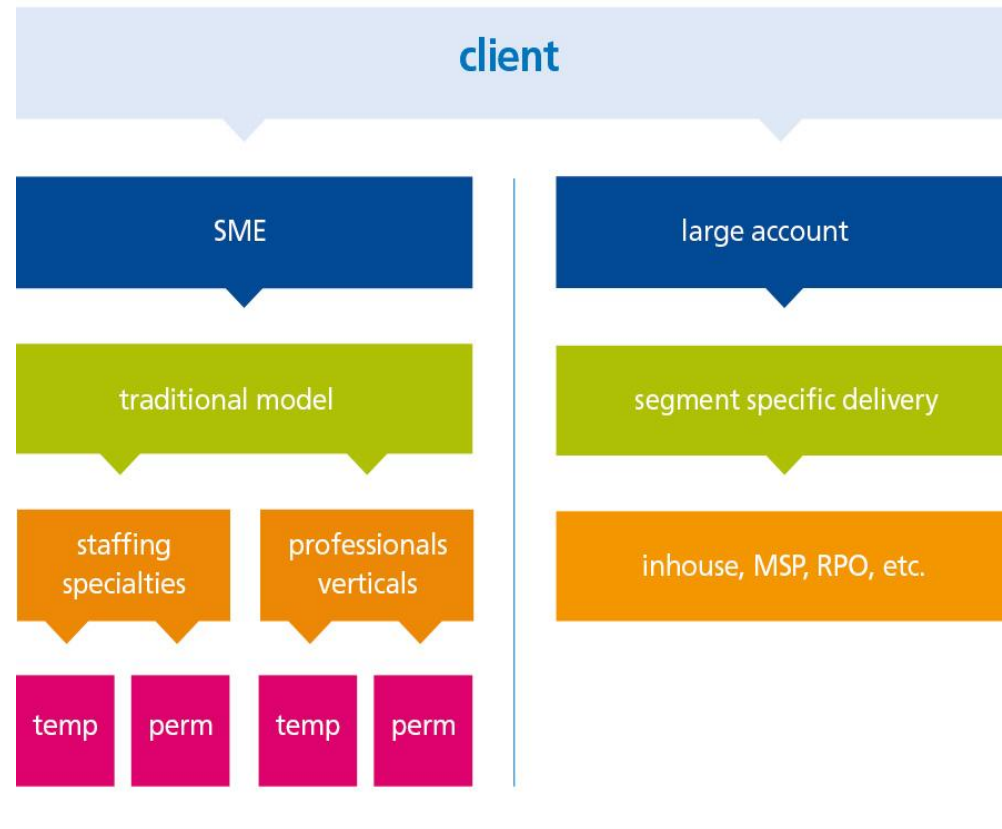 client
SME
large account
traditional model
segment specific delivery
staffing
specialties
professionals
verticals
inhouse, MSP, RPO, etc.
temp
perm
temp
perm